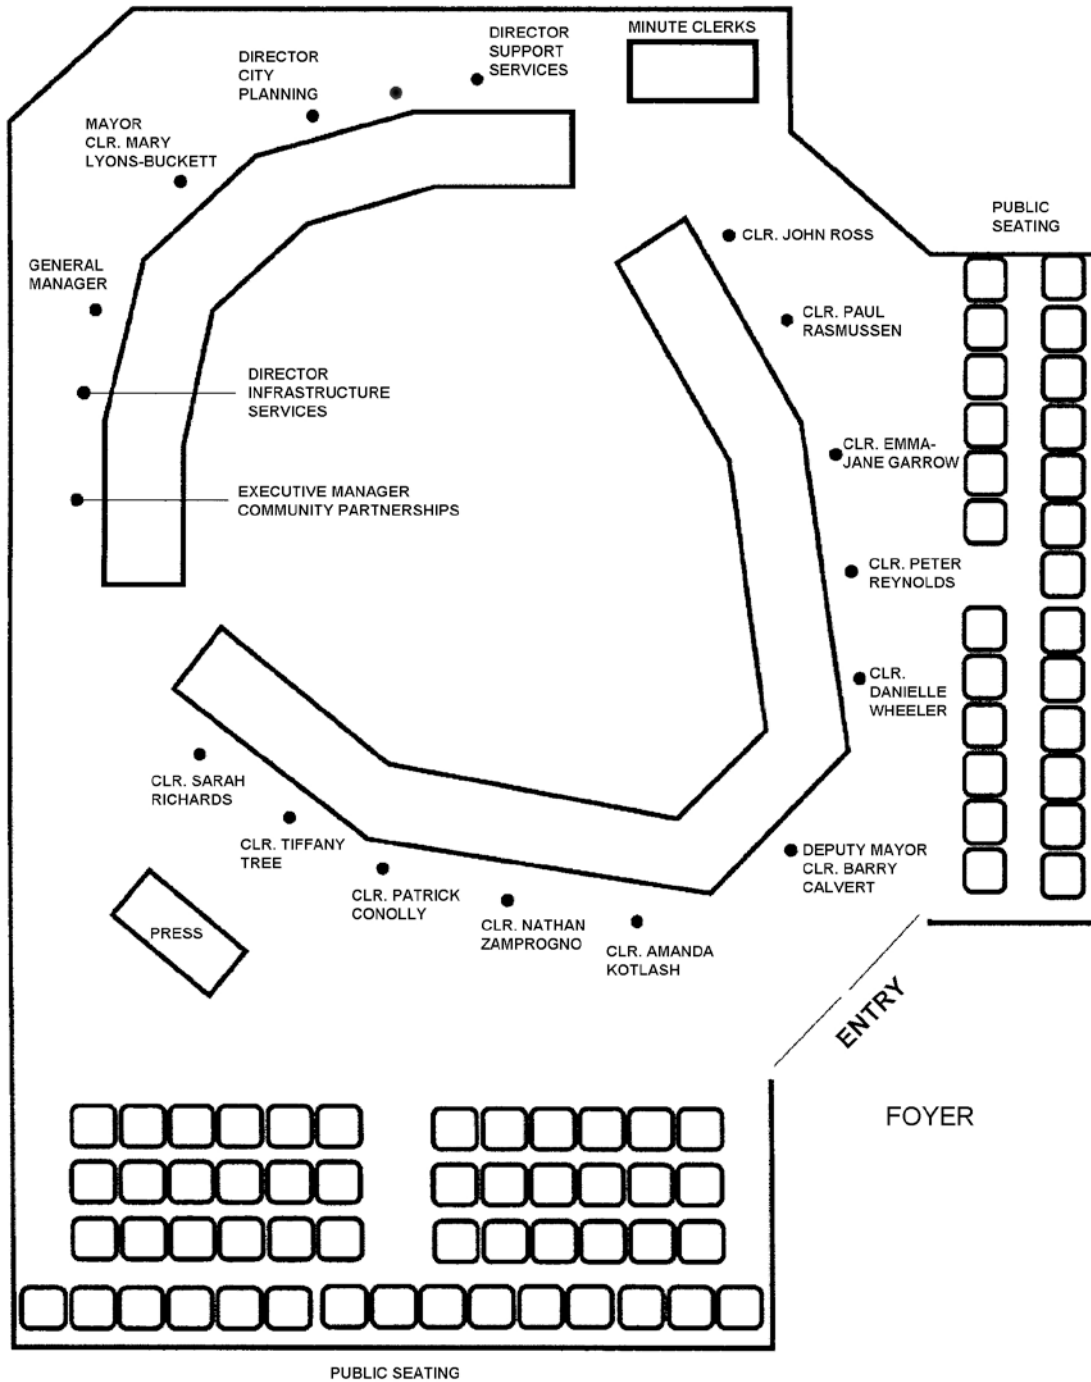 MINUTE CLERKS
DIRECTOR
SUPPORT
SERVICES
DIRECTOR
CITY
PLANNING
MAYOR
CLR. MARY
LYONS-BUCKETT
GENERAL
MANAGER
DIRECTOR
INFRASTRUCTURE
SERVICES
EXECUTIVE MANAGER
COMMUNITY PARTNERSHIPS
PUBLIC
SEATING
CLR. JOHN ROSS
CLR. PAUL
RASMUSSEN
CLR. EMMA-
JANE GARROW
CLR. PETER
REYNOLDS
CLR.
DANIELLE
WHEELER
DEPUTY MAYOR
CLR. BARRY
CALVERT
CLR. SARAH
RICHARDS
CLR. TIFFANY
TREE
CLR. PATRICK
CONOLLY
CLR. NATHAN
ZAMPROGNO
CLR. AMANDA
KOTLASH
PRESS
ENTRY
FOYER
PUBLIC SEATING